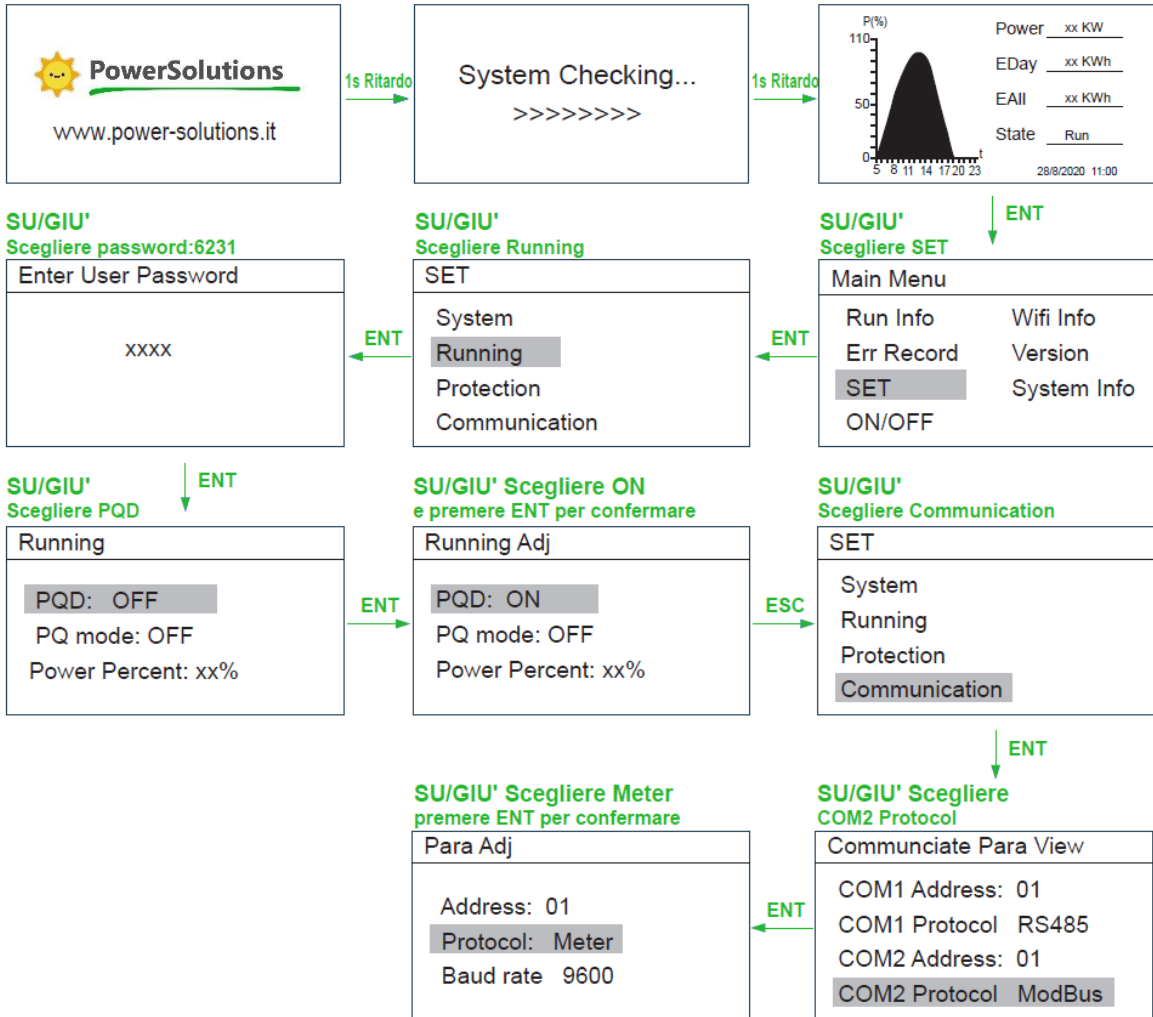 PowerSolutions
www.power-solutions.it
1s Ritardo
System Checking...
>>>>>>>>
1s Ritardo
P(%)
110
50
0
5 8 11 14 17 20 23
t
Power xx KW
EDay xx KWh
EAll xx KWh
State Run
28/8/2020 11:00
ENT
SU/GIU'
Scegliere password:6231
Enter User Password
xxxx
ENT
SU/GIU'
Scegliere Running
SET
System
Running
Protection
Communication
ENT
SU/GIU'
Scegliere SET
Main Menu
Run Info Wifi Info
Err Record Version
SET System Info
ON/OFF
ENT
SU/GIU'
Scegliere PQD
Running
PQD: OFF
PQ mode: OFF
Power Percent: xx%
ENT
SU/GIU' Scegliere ON
e premere ENT per confermare
Running Adj
PQD: ON
PQ mode: OFF
Power Percent: xx%
ESC
SU/GIU'
Scegliere Communication
SET
System
Running
Protection
Communication
ENT
SU/GIU' Scegliere Meter
premere ENT per confermare
Para Adj
Address: 01
Protocol: Meter
Baud rate 9600
ENT
SU/GIU' Scegliere
COM2 Protocol
Communciate Para View
COM1 Address: 01
COM1 Protocol RS485
COM2 Address: 01
COM2 Protocol ModBus